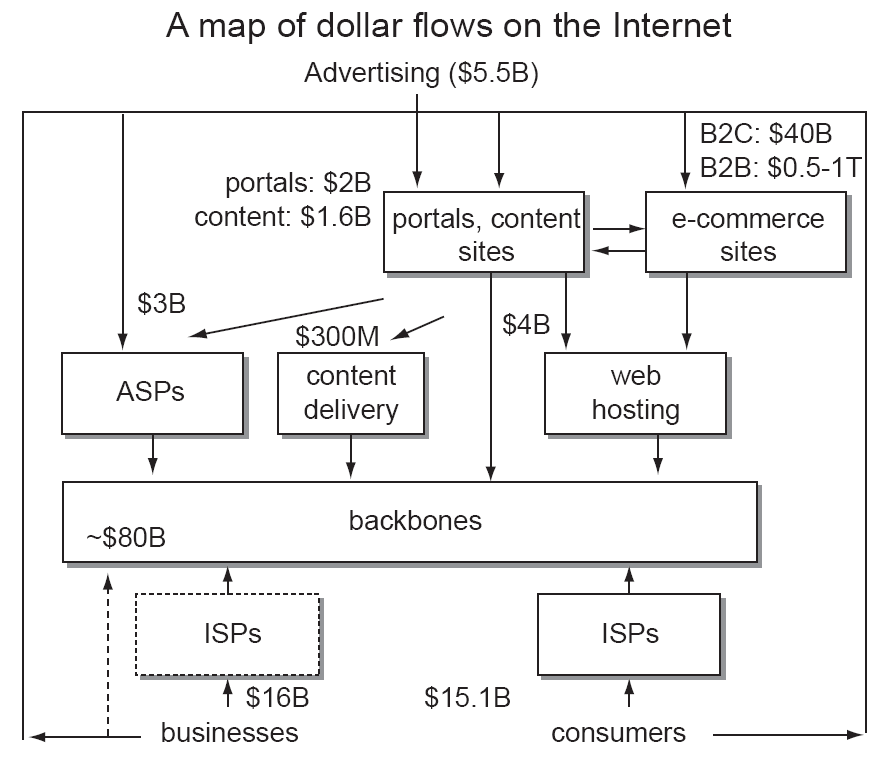 A map of dollar flows on the Internet
Advertising ($5.5B)
B2C: $40B
B2B: $0.5-1T
portals: $2B
content: $1.6B
portals, content
sites
e-commerce
sites
$3B
$300M
$4B
ASPs
content
delivery
web
hosting
backbones
~$80B
ISPs
ISPs
$16B
$15.1B
businesses
consumers